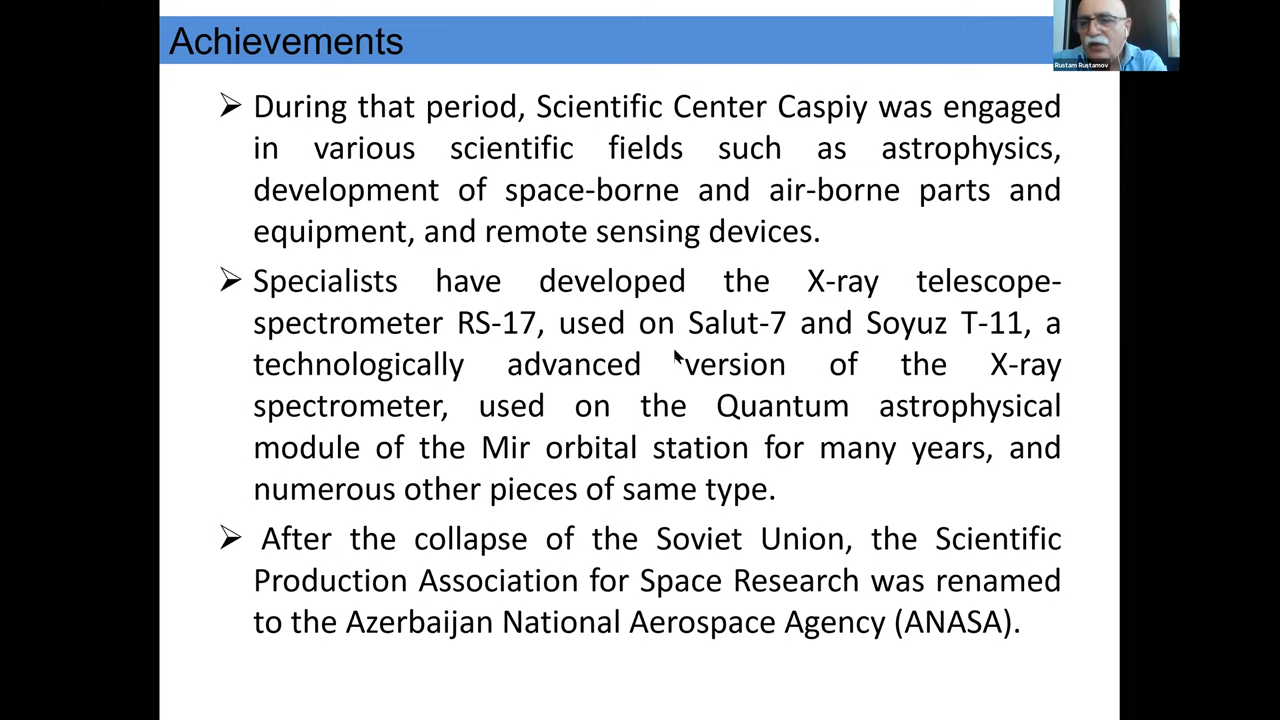 Achievements
Rustam Rustamov
➢ During that period, Scientific Center Caspiy was engaged
in various scientific fields such as astrophysics,
development of space-borne and air-borne parts and
equipment, and remote sensing devices.
➢ Specialists have developed the X-ray telescope-
spectrometer RS-17, used on Salut-7 and Soyuz T-11, a
technologically advanced version of the X-ray
spectrometer, used on the Quantum astrophysical
module of the Mir orbital station for many years, and
numerous other pieces of same type.
➢ After the collapse of the Soviet Union, the Scientific
Production Association for Space Research was renamed
to the Azerbaijan National Aerospace Agency (ANASA).